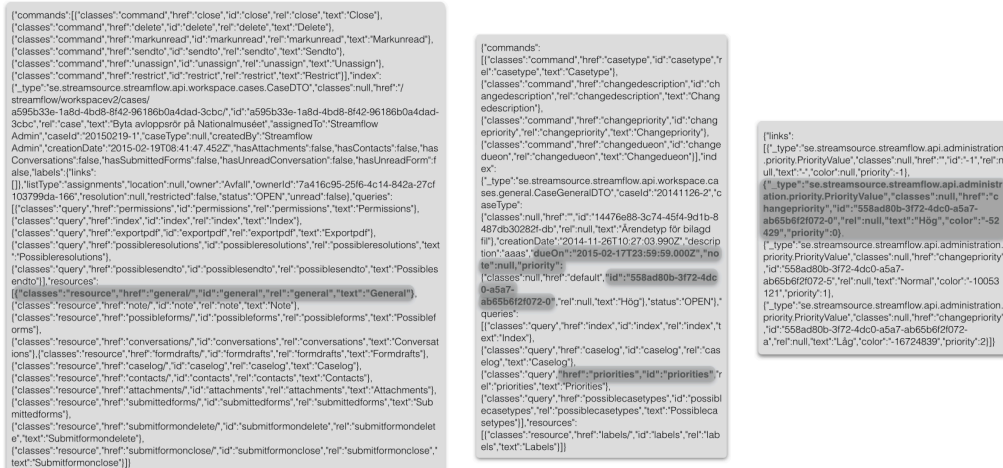 {"commands":[{"classes":"command","href":"close","id":"close","rel":"close","text":"Close"},
{"classes":"command","href":"delete","id":"delete","rel":"delete","text":"Delete"},
{"classes":"command","href":"markunread","id":"markunread","rel":"markunread","text":"Markunread"},
{"classes":"command","href":"sendto","id":"sendto","rel":"sendto","text":"Sendto"},
{"classes":"command","href":"unassign","id":"unassign","rel":"unassign","text":"Unassign"},
{"classes":"command","href":"restrict","id":"restrict","rel":"restrict","text":"Restrict"}],"index":
{"_type":"se.streamsource.streamflow.api.workspace.cases.CaseDTO","classes":null,"href":"/
streamflow/workspacev2/cases/
a595b33e-1a8d-4bd8-8f42-96186b0a4dad-3cbc/","id":"a595b33e-1a8d-4bd8-8f42-96186b0a4dad-
3cbc","rel":"case","text":"Byta avloppsrör på Nationalmuséet","assignedTo":"Streamflow
Admin","caseId":"20150219-1","caseType":null,"createdBy":"Streamflow
Admin","creationDate":"2015-02-19T08:41:47.452Z","hasAttachments":false,"hasContacts":false,"has
Conversations":false,"hasSubmittedForms":false,"hasUnreadConversation":false,"hasUnreadForm":f
alse,"labels":{"links":
[]},"listType":"assignments","location":null,"owner":"Avfall","ownerId":"7a416c95-25f6-4c14-842a-27cf
103799da-166","resolution":null,"restricted":false,"status":"OPEN","unread":false},"queries":
[{"classes":"query","href":"permissions","id":"permissions","rel":"permissions","text":"Permissions"},
{"classes":"query","href":"index","id":"index","rel":"index","text":"Index"},
{"classes":"query","href":"exportpdf","id":"exportpdf","rel":"exportpdf","text":"Exportpdf"},
{"classes":"query","href":"possibleresolutions","id":"possibleresolutions","rel":"possibleresolutions","text
":"Possibleresolutions"},
{"classes":"query","href":"possiblesendto","id":"possiblesendto","rel":"possiblesendto","text":"Possibles
endto"}],"resources":
[{"classes":"resource","href":"general/","id":"general","rel":"general","text":"General"},
{"classes":"resource","href":"note/","id":"note","rel":"note","text":"Note"},
{"classes":"resource","href":"possibleforms/","id":"possibleforms","rel":"possibleforms","text":"Possiblef
orms"},
{"classes":"resource","href":"conversations/","id":"conversations","rel":"conversations","text":"Conversat
ions"},{"classes":"resource","href":"formdrafts/","id":"formdrafts","rel":"formdrafts","text":"Formdrafts"},
{"classes":"resource","href":"caselog/","id":"caselog","rel":"caselog","text":"Caselog"},
{"classes":"resource","href":"contacts/","id":"contacts","rel":"contacts","text":"Contacts"},
{"classes":"resource","href":"attachments/","id":"attachments","rel":"attachments","text":"Attachments"},
{"classes":"resource","href":"submittedforms/","id":"submittedforms","rel":"submittedforms","text":"Sub
mittedforms"},
{"classes":"resource","href":"submitformondelete/","id":"submitformondelete","rel":"submitformondelet
e","text":"Submitformondelete"},
{"classes":"resource","href":"submitformonclose/","id":"submitformonclose","rel":"submitformonclose","
text":"Submitformonclose"}]}
{"commands":
[{"classes":"command","href":"casetype","id":"casetype","r
el":"casetype","text":"Casetype"},
{"classes":"command","href":"changedescription","id":"ch
angedescription","rel":"changedescription","text":"Chang
edescription"},
{"classes":"command","href":"changepriority","id":"chang
epriority","rel":"changepriority","text":"Changepriority"},
{"classes":"command","href":"changedueon","id":"change
dueon","rel":"changedueon","text":"Changedueon"}],"ind
ex":
{"_type":"se.streamsource.streamflow.api.workspace.ca
ses.general.CaseGeneralDTO","caseId":"20141126-2","c
aseType":
{"classes":null,"href":"","id":"14476e88-3c74-45f4-9d1b-8
487db30282f-db","rel":null,"text":"Ärendetyp för bilagd
fil"},"creationDate":"2014-11-26T10:27:03.990Z","descrip
tion":"aaas","dueOn":"2015-02-17T23:59:59.000Z","no
te":null,"priority":
{"classes":null,"href":"default","id":"558ad80b-3f72-4dc
0-a5a7-
ab65b6f2f072-0","rel":null,"text":"Hög"},"status":"OPEN"},"
queries":
[{"classes":"query","href":"index","id":"index","rel":"index","t
ext":"Index"},
{"classes":"query","href":"caselog","id":"caselog","rel":"cas
elog","text":"Caselog"},
{"classes":"query","href":"priorities","id":"priorities","r
el":"priorities","text":"Priorities"},
{"classes":"query","href":"possiblecasetypes","id":"possibl
ecasetypes","rel":"possiblecasetypes","text":"Possibleca
setypes"}],"resources":
[{"classes":"resource","href":"labels/","id":"labels","rel":"lab
els","text":"Labels"}]}
{"links":
[{"_type":"se.streamsource.streamflow.api.administration
.priority.PriorityValue","classes":null,"href":"","id":"-1","rel":n
ull,"text":"-","color":null,"priority":-1},
{"_type":"se.streamsource.streamflow.api.administr
ation.priority.PriorityValue","classes":null,"href":"c
hangepriority","id":"558ad80b-3f72-4dc0-a5a7-
ab65b6f2f072-0","rel":null,"text":"Hög","color":"-52
429","priority":0},
{"_type":"se.streamsource.streamflow.api.administration.
priority.PriorityValue","classes":null,"href":"changepriority"
,"id":"558ad80b-3f72-4dc0-a5a7-
ab65b6f2f072-5","rel":null,"text":"Normal","color":"-10053
121","priority":1},
{"_type":"se.streamsource.streamflow.api.administration.
priority.PriorityValue","classes":null,"href":"changepriority"
,"id":"558ad80b-3f72-4dc0-a5a7-ab65b6f2f072-
a","rel":null,"text":"Låg","color":"-16724839","priority":2}]}